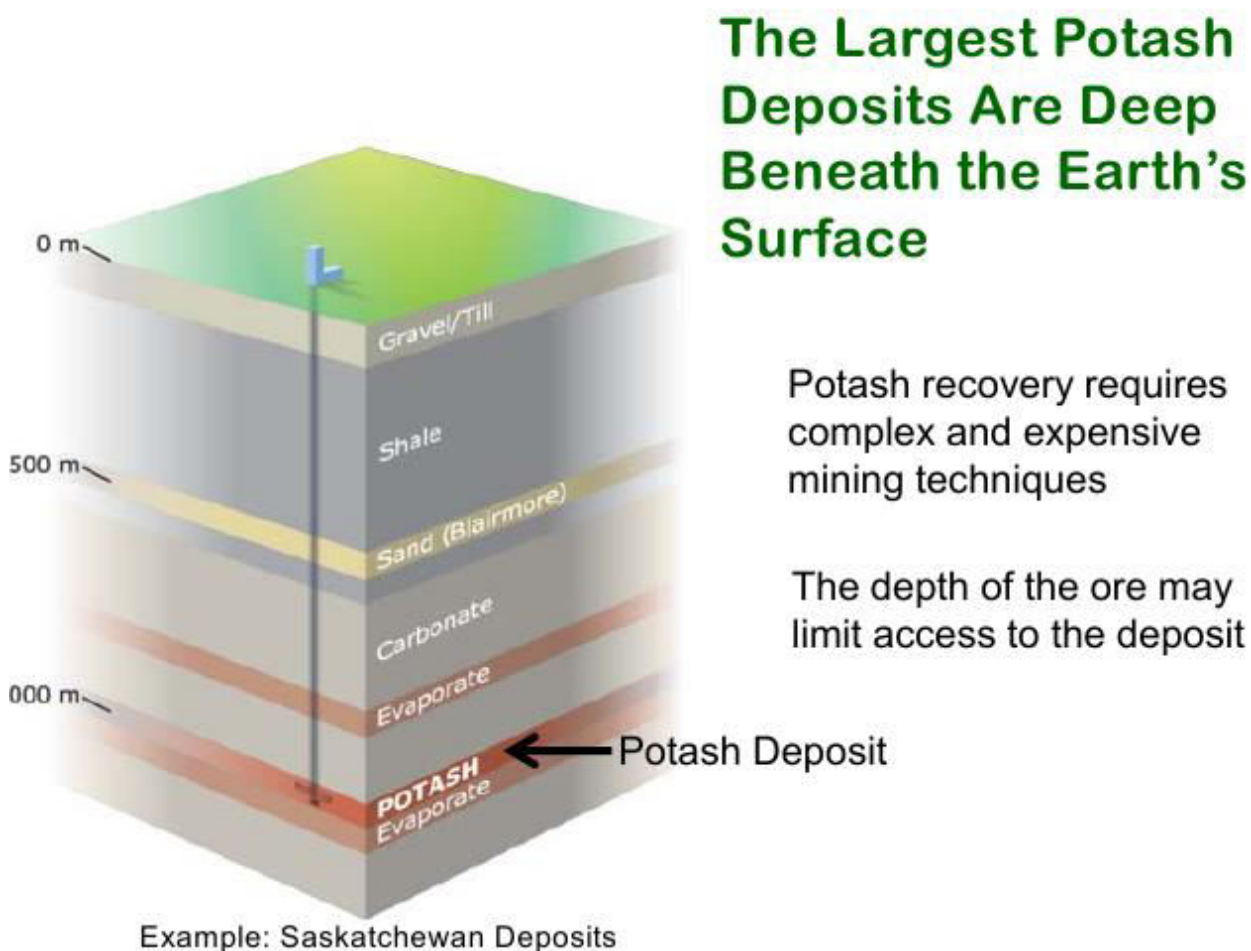 The Largest Potash
Deposits Are Deep
Beneath the Earth's
Surface
0 m
Gravel/Till
Shale
500 m
Sand (Blairmore)
Carbonate
Evaporate
000 m
POTASH
Evaporate
Potash Deposit
Potash recovery requires
complex and expensive
mining techniques
The depth of the ore may
limit access to the deposit
Example: Saskatchewan Deposits